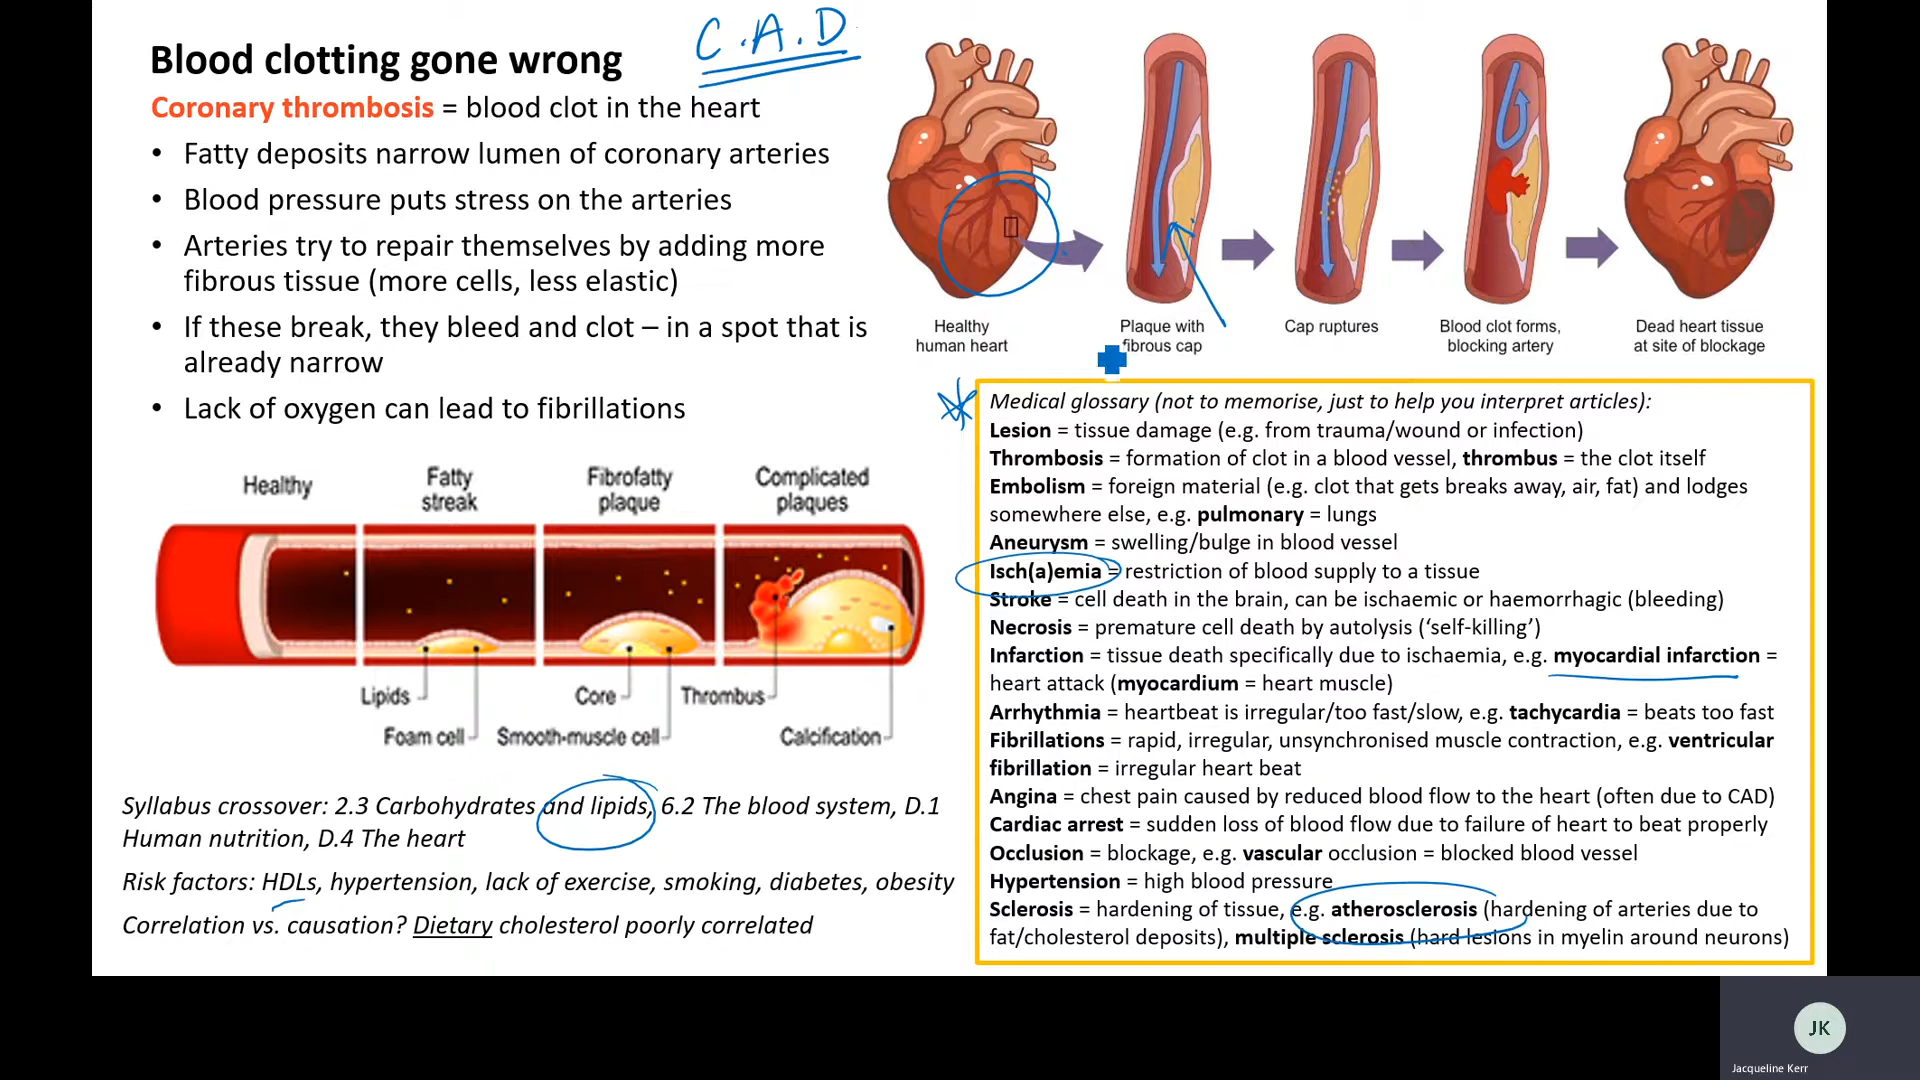 Blood clotting gone wrong
C.A.D
Coronary thrombosis = blood clot in the heart
• Fatty deposits narrow lumen of coronary arteries
• Blood pressure puts stress on the arteries
• Arteries try to repair themselves by adding more
fibrous tissue (more cells, less elastic)
• If these break, they bleed and clot – in a spot that is
already narrow
• Lack of oxygen can lead to fibrillations
Healthy
human heart
Plaque with
fibrous cap
Cap ruptures
Blood clot forms,
blocking artery
Dead heart tissue
at site of blockage
Healthy
Fatty
streak
Fibrofatty
plaque
Complicated
plaques
Lipids
Foam cell
Core
Smooth-muscle cell
Thrombus
Calcification
Syllabus crossover: 2.3 Carbohydrates and lipids, 6.2 The blood system, D.1
Human nutrition, D.4 The heart
Risk factors: HDLs, hypertension, lack of exercise, smoking, diabetes, obesity
Correlation vs. causation? Dietary cholesterol poorly correlated
Medical glossary (not to memorise, just to help you interpret articles):
Lesion = tissue damage (e.g. from trauma/wound or infection)
Thrombosis = formation of clot in a blood vessel, thrombus = the clot itself
Embolism = foreign material (e.g. clot that gets breaks away, air, fat) and lodges
somewhere else, e.g. pulmonary = lungs
Aneurysm = swelling/bulge in blood vessel
Isch(a)emia = restriction of blood supply to a tissue
Stroke = cell death in the brain, can be ischaemic or haemorrhagic (bleeding)
Necrosis = premature cell death by autolysis (‘self-killing’)
Infarction = tissue death specifically due to ischaemia, e.g. myocardial infarction =
heart attack (myocardium = heart muscle)
Arrhythmia = heartbeat is irregular/too fast/slow, e.g. tachycardia = beats too fast
Fibrillations = rapid, irregular, unsynchronised muscle contraction, e.g. ventricular
fibrillation = irregular heart beat
Angina = chest pain caused by reduced blood flow to the heart (often due to CAD)
Cardiac arrest = sudden loss of blood flow due to failure of heart to beat properly
Occlusion = blockage, e.g. vascular occlusion = blocked blood vessel
Hypertension = high blood pressure
Sclerosis = hardening of tissue, e.g. atherosclerosis (hardening of arteries due to
fat/cholesterol deposits), multiple sclerosis (hard lesions in myelin around neurons)
JK
Jacqueline Kerr